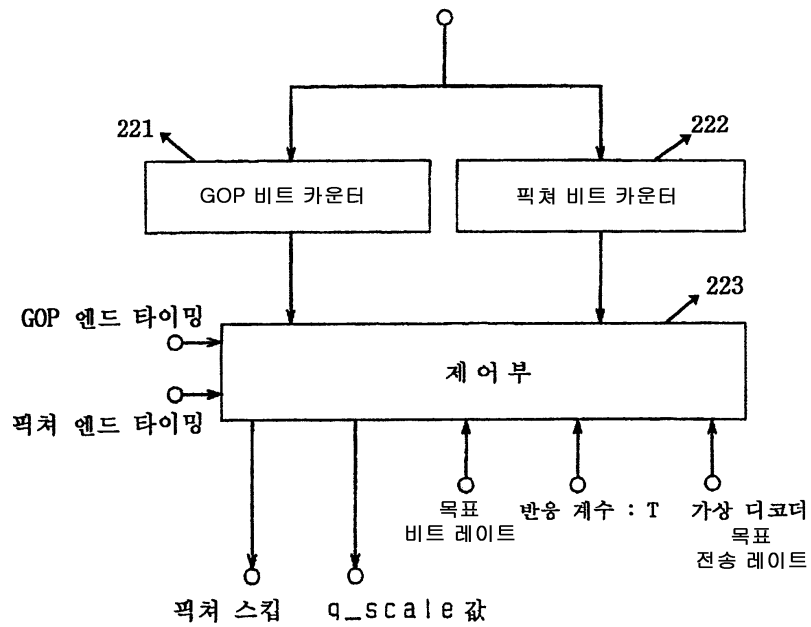 221
222
GOP 비트 카운터
픽쳐 비트 카운터
223
GOP 엔드 타이밍
제 어 부
픽쳐 엔드 타이밍
목표
비트 레이트
반응 계수 : T
가상 디코더
목표
전송 레이트
픽쳐 스킵
q_scale 값